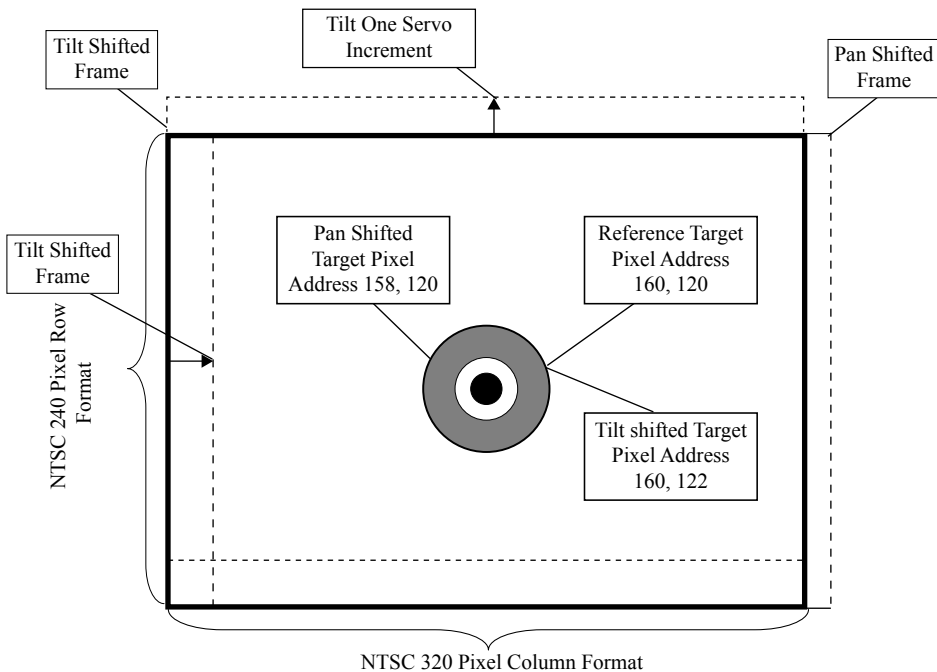 Tilt One Servo
Increment
Tilt Shifted
Frame
Pan Shifted
Frame
Pan Shifted
Target Pixel
Address 158, 120
Reference Target
Pixel Address
160, 120
Tilt Shifted
Frame
NTSC 240 Pixel Row
Format
Tilt shifted Target
Pixel Address
160, 122
NTSC 320 Pixel Column Format